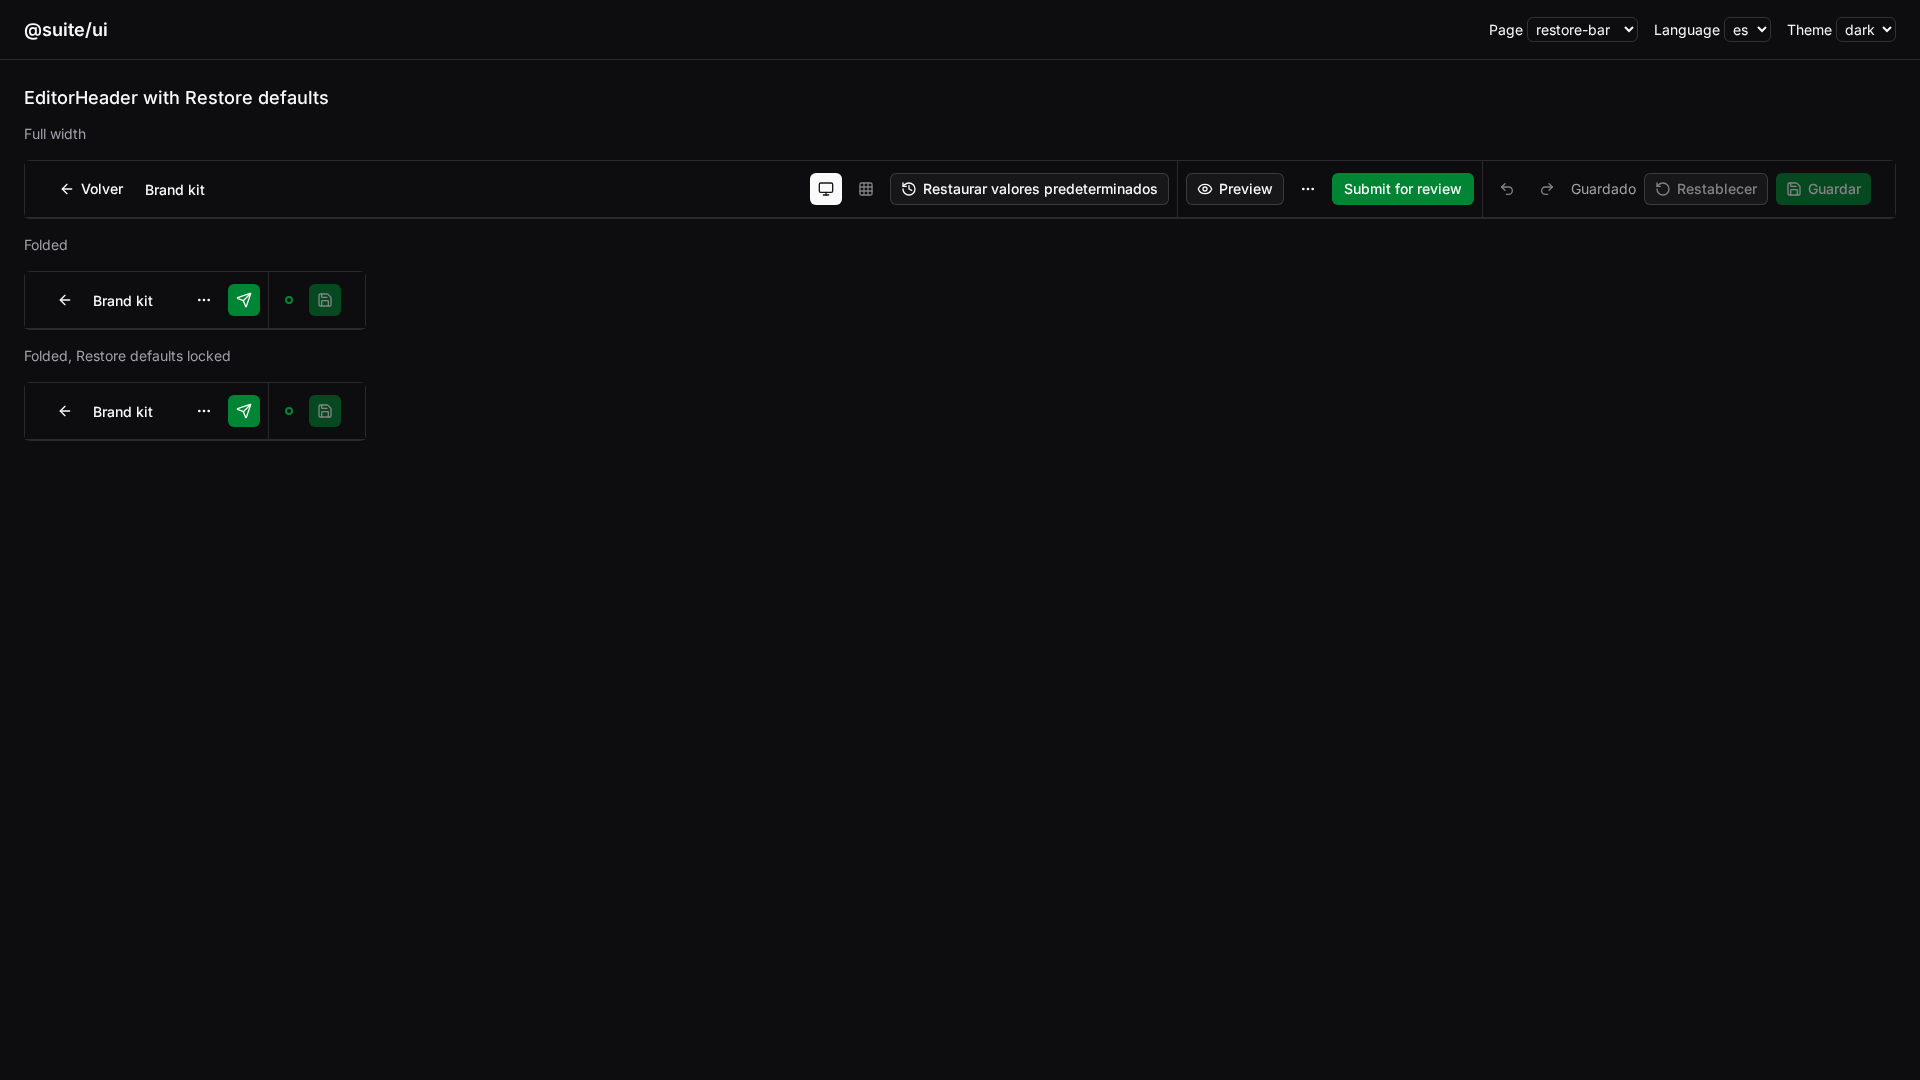 @suite/ui
Page restore-bar Language es Theme dark
EditorHeader with Restore defaults
Full width
Volver Brand kit Restaurar valores predeterminados Preview Submit for review Guardado Restablecer Guardar
Folded
Brand kit
Folded, Restore defaults locked
Brand kit